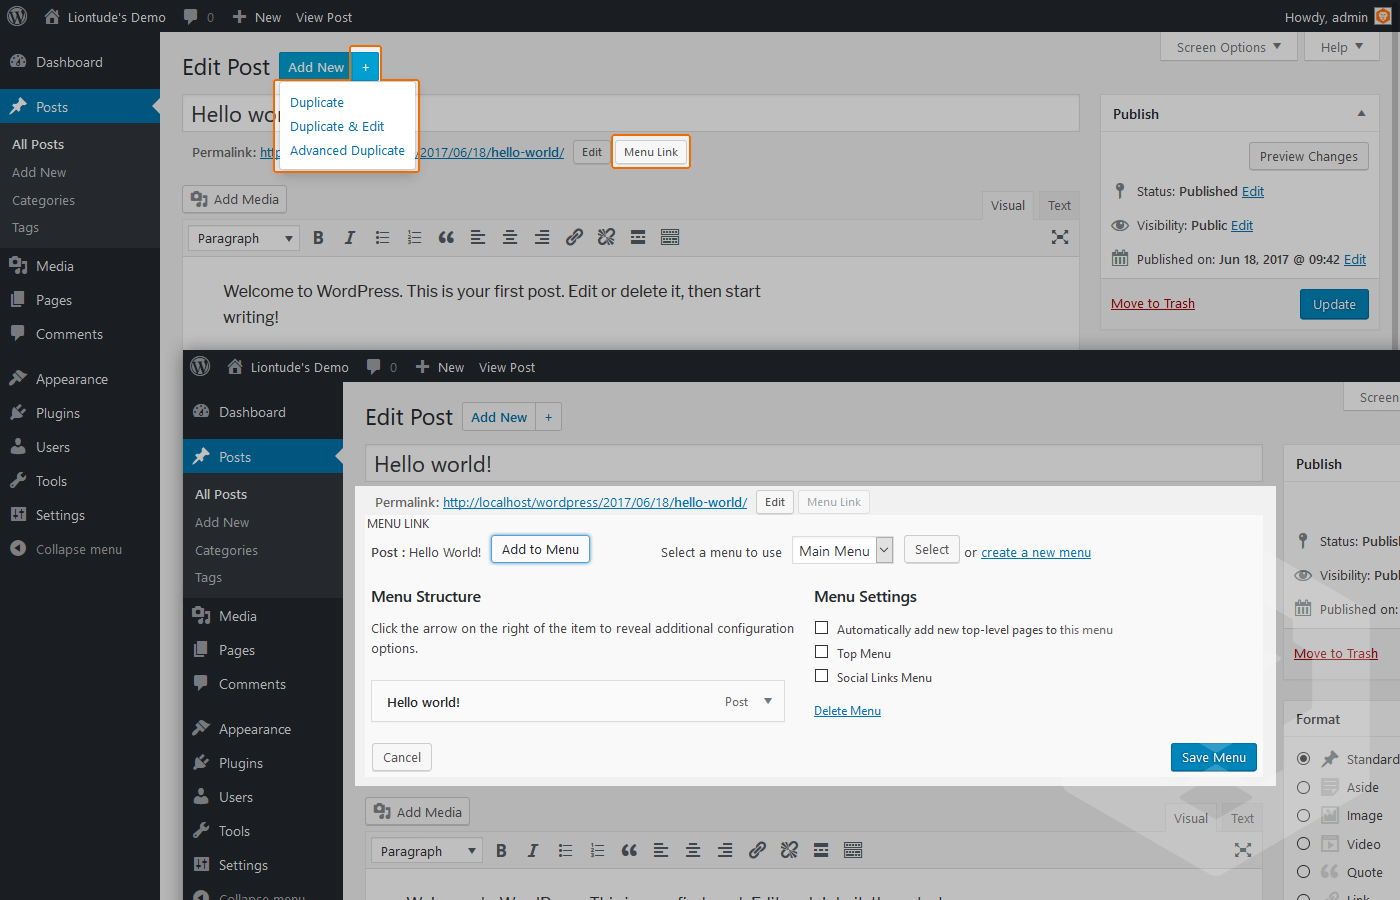 Liontude's Demo 0 New View Post Howdy, admin
Dashboard
Posts
All Posts
Add New
Categories
Tags
Media
Pages
Comments
Appearance
Plugins
Users
Tools
Settings
Collapse menu
Screen Options Help
Edit Post Add New +
Duplicate
Duplicate & Edit
Advanced Duplicate
Hello wo
Permalink: htt /2017/06/18/hello-world/ Edit Menu Link
Add Media Visual Text
Paragraph
Welcome to WordPress. This is your first post. Edit or delete it, then start
writing!
Publish
Preview Changes
Status: Published Edit
Visibility: Public Edit
Published on: Jun 18, 2017 @ 09:42 Edit
Move to Trash Update
Liontude's Demo 0 New View Post
Dashboard
Posts
All Posts
Add New
Categories
Tags
Media
Pages
Comments
Appearance
Plugins
Users
Tools
Settings
Collapse menu
Screen
Edit Post Add New +
Hello world!
Permalink: http://localhost/wordpress/2017/06/18/hello-world/ Edit Menu Link
MENU LINK
Post : Hello World! Add to Menu Select a menu to use Main Menu Select or create a new menu
Menu Structure
Click the arrow on the right of the item to reveal additional configuration
options.
Hello world! Post
Cancel
Menu Settings
Automatically add new top-level pages to this menu
Top Menu
Social Links Menu
Delete Menu
Save Menu
Add Media Visual Text
Paragraph
Publish
Status: Publis
Visibility: Pub
Published on:
Move to Trash
Format
Standard
Aside
Image
Video
Quote
Link